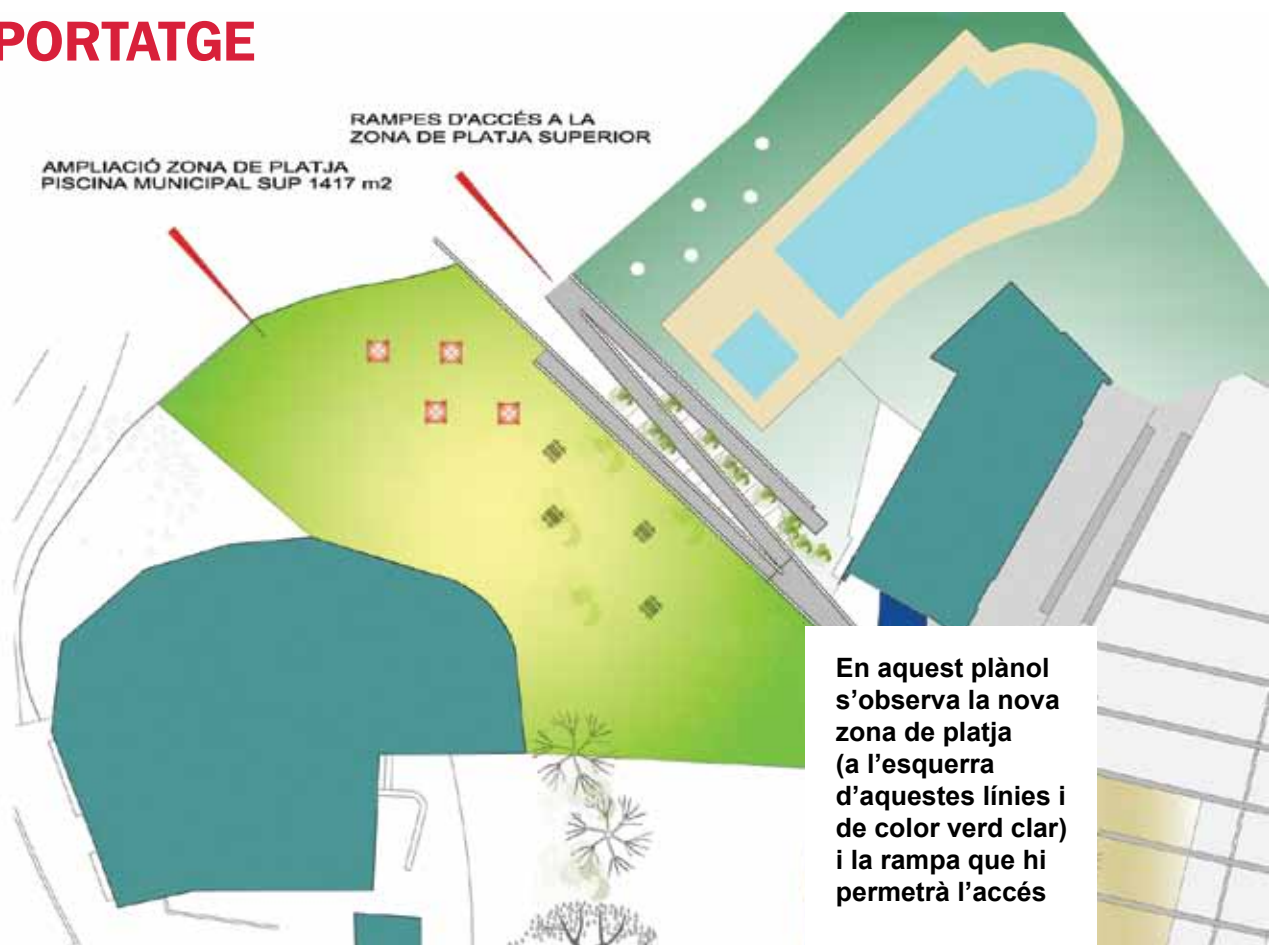 PORTATGE
RAMPES D'ACCÉS A LA
ZONA DE PLATJA SUPERIOR
AMPLIACIÓ ZONA DE PLATJA
PISCINA MUNICIPAL SUP 1417 m2
En aquest plànol
s'observa la nova
zona de platja
(a l'esquerra
d'aquestes línies i
de color verd clar)
i la rampa que hi
permetrà l'accés